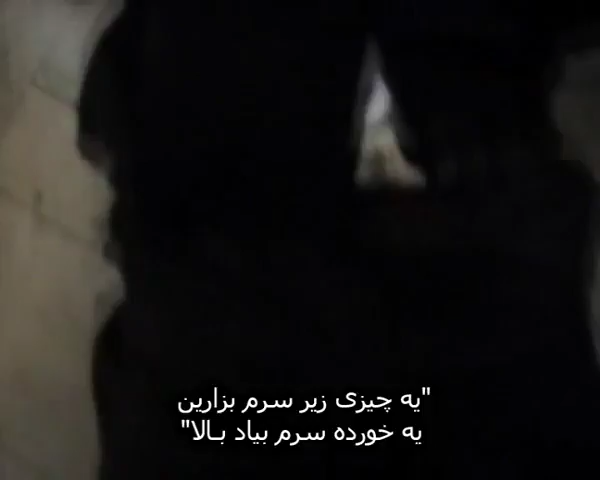 "یه چیزی زیر سرم بزارین
یه خورده سرم بیاد بالا"